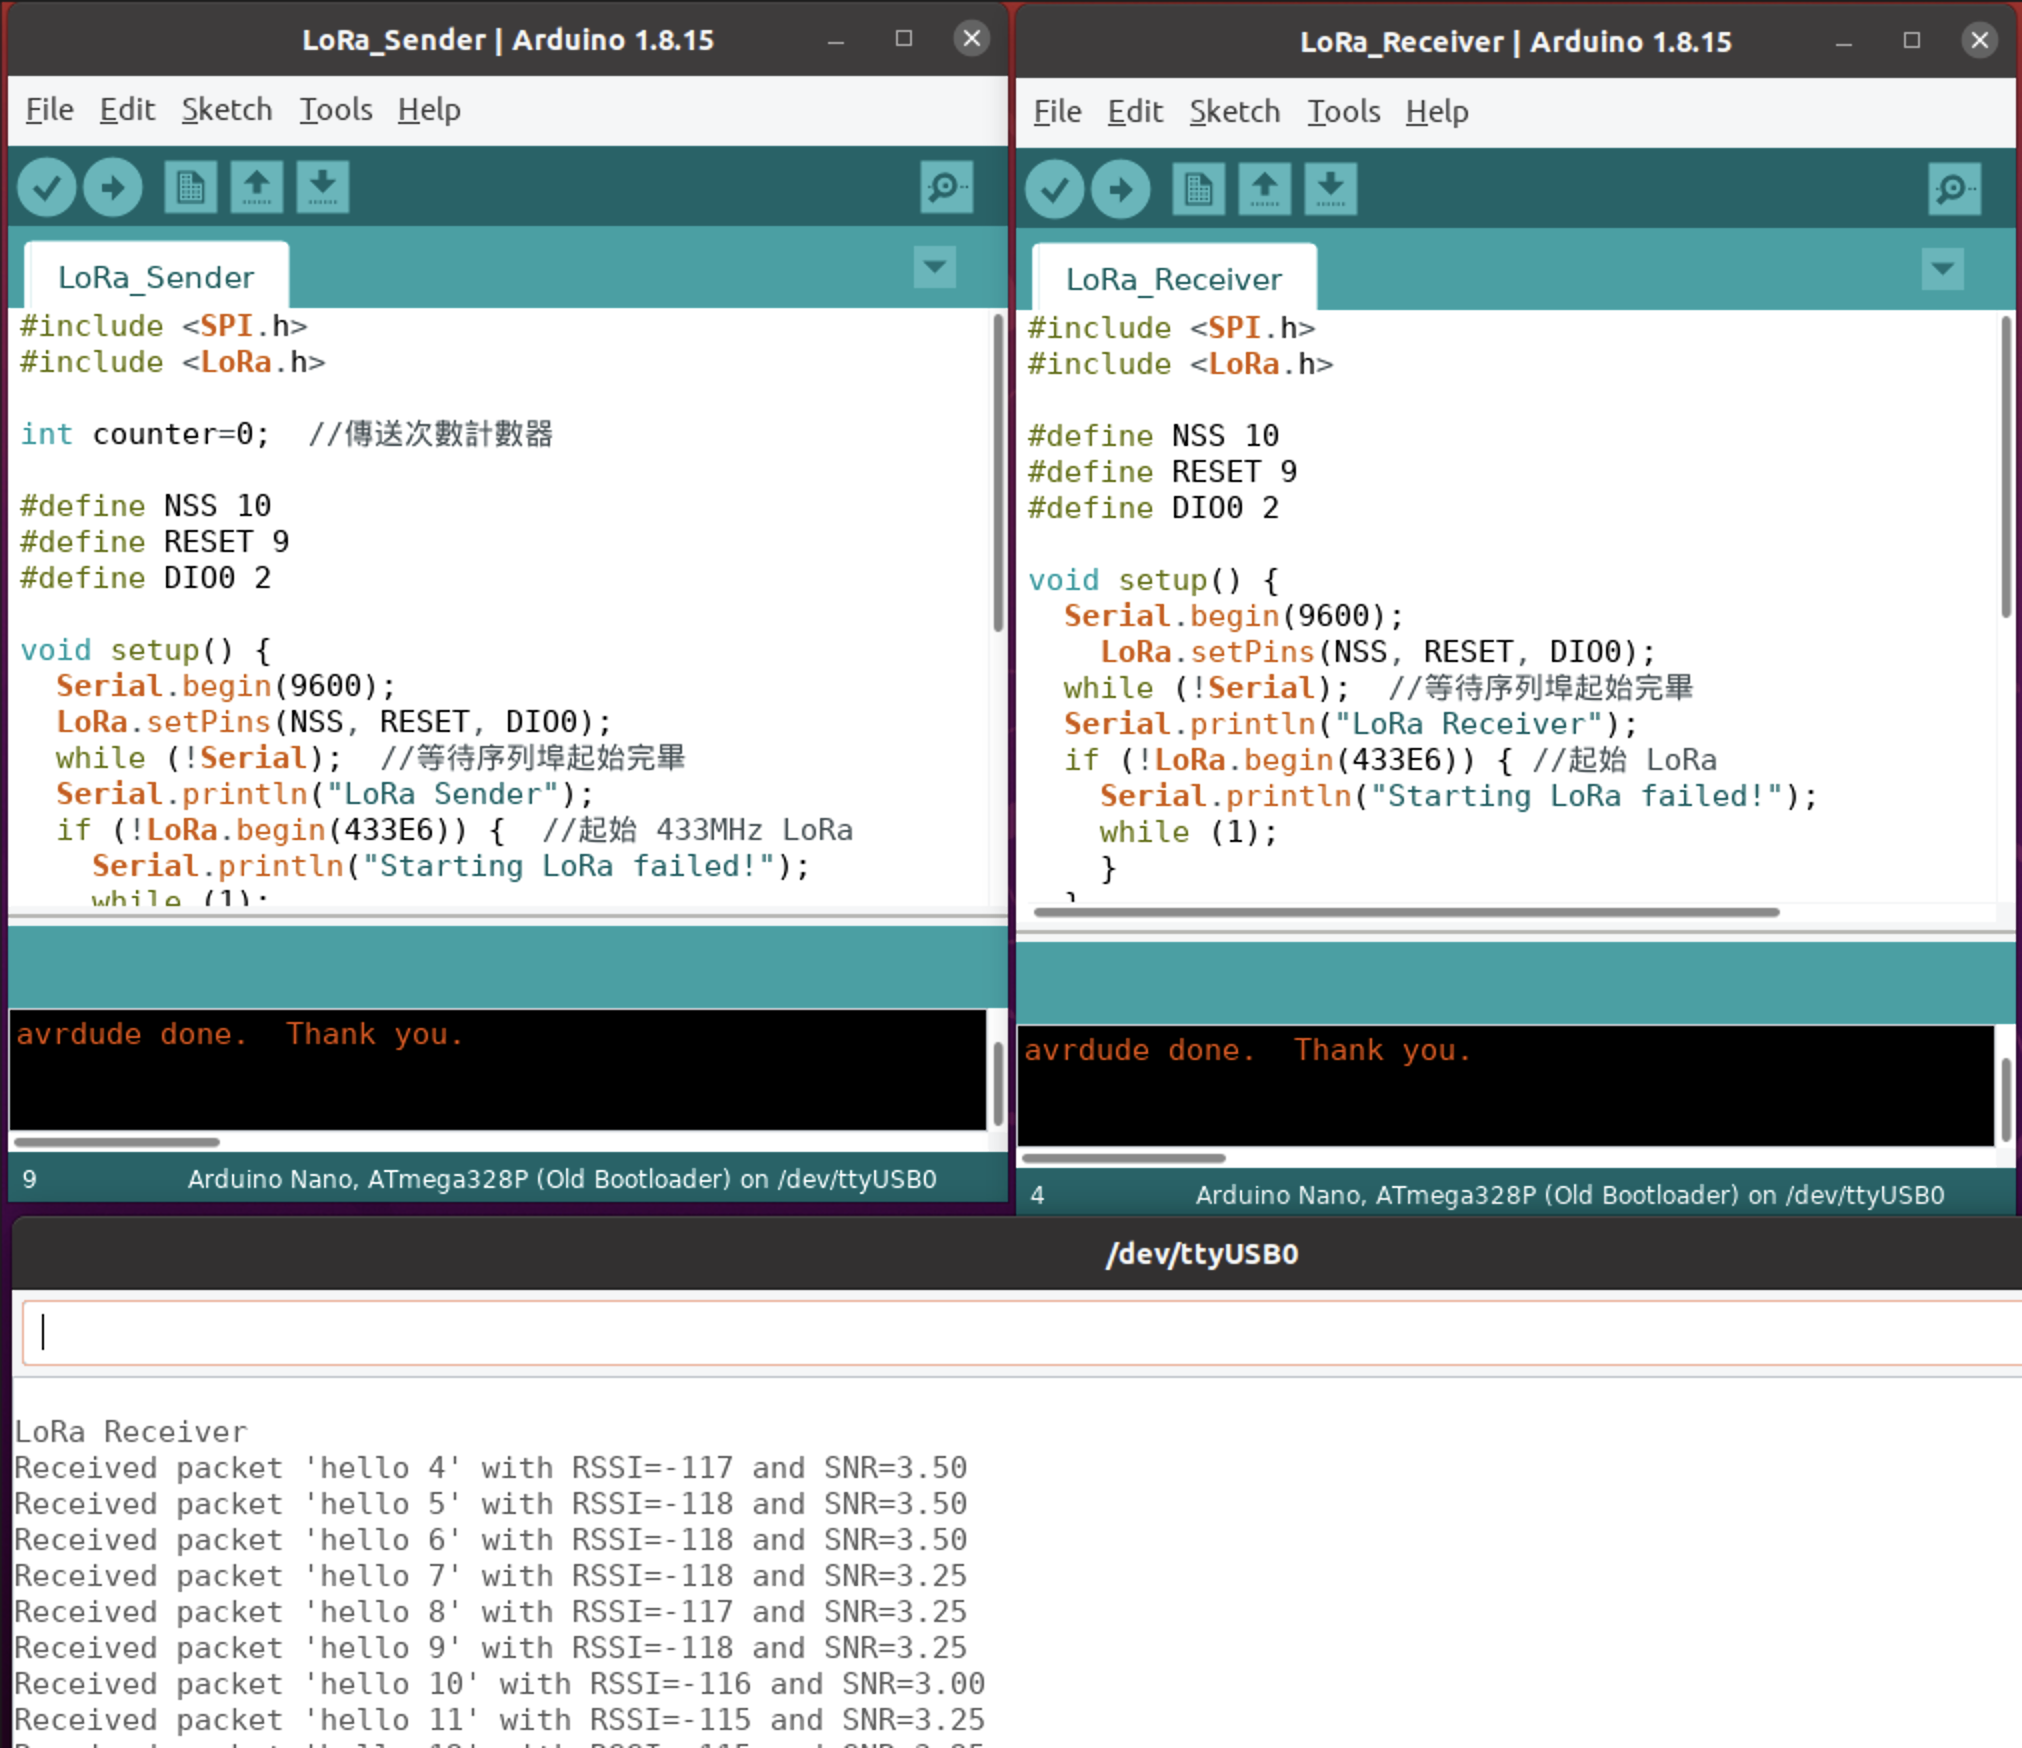 LoRa_Sender | Arduino 1.8.15
File Edit Sketch Tools Help
LoRa_Sender
#include <SPI.h>
#include <LoRa.h>
int counter=0;  //傳送次數計數器
#define NSS 10
#define RESET 9
#define DIO0 2
void setup() {
  Serial.begin(9600);
  LoRa.setPins(NSS, RESET, DIO0);
  while (!Serial);  //等待序列埠起始完畢
  Serial.println("LoRa Sender");
  if (!LoRa.begin(433E6)) {  //起始 433MHz LoRa
    Serial.println("Starting LoRa failed!");
    while (1);
avrdude done.  Thank you.
9 Arduino Nano, ATmega328P (Old Bootloader) on /dev/ttyUSB0
LoRa_Receiver | Arduino 1.8.15
File Edit Sketch Tools Help
LoRa_Receiver
#include <SPI.h>
#include <LoRa.h>
#define NSS 10
#define RESET 9
#define DIO0 2
void setup() {
  Serial.begin(9600);
    LoRa.setPins(NSS, RESET, DIO0);
  while (!Serial);  //等待序列埠起始完畢
  Serial.println("LoRa Receiver");
  if (!LoRa.begin(433E6)) { //起始 LoRa
    Serial.println("Starting LoRa failed!");
    while (1);
    }
  }
avrdude done.  Thank you.
4 Arduino Nano, ATmega328P (Old Bootloader) on /dev/ttyUSB0
/dev/ttyUSB0
LoRa Receiver
Received packet 'hello 4' with RSSI=-117 and SNR=3.50
Received packet 'hello 5' with RSSI=-118 and SNR=3.50
Received packet 'hello 6' with RSSI=-118 and SNR=3.50
Received packet 'hello 7' with RSSI=-118 and SNR=3.25
Received packet 'hello 8' with RSSI=-117 and SNR=3.25
Received packet 'hello 9' with RSSI=-118 and SNR=3.25
Received packet 'hello 10' with RSSI=-116 and SNR=3.00
Received packet 'hello 11' with RSSI=-115 and SNR=3.25